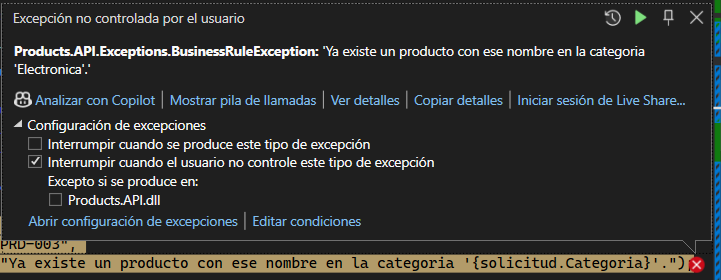 Excepción no controlada por el usuario
Products.API.Exceptions.BusinessRuleException: 'Ya existe un producto con ese nombre en la categoria
'Electronica'.'
Analizar con Copilot | Mostrar pila de llamadas | Ver detalles | Copiar detalles | Iniciar sesión de Live Share...
Configuración de excepciones
Interrumpir cuando se produce este tipo de excepción
Interrumpir cuando el usuario no controle este tipo de excepción
Excepto si se produce en:
Products.API.dll
Abrir configuración de excepciones | Editar condiciones
PRD-003",
"Ya existe un producto con ese nombre en la categoria '{solicitud.Categoria}'.")